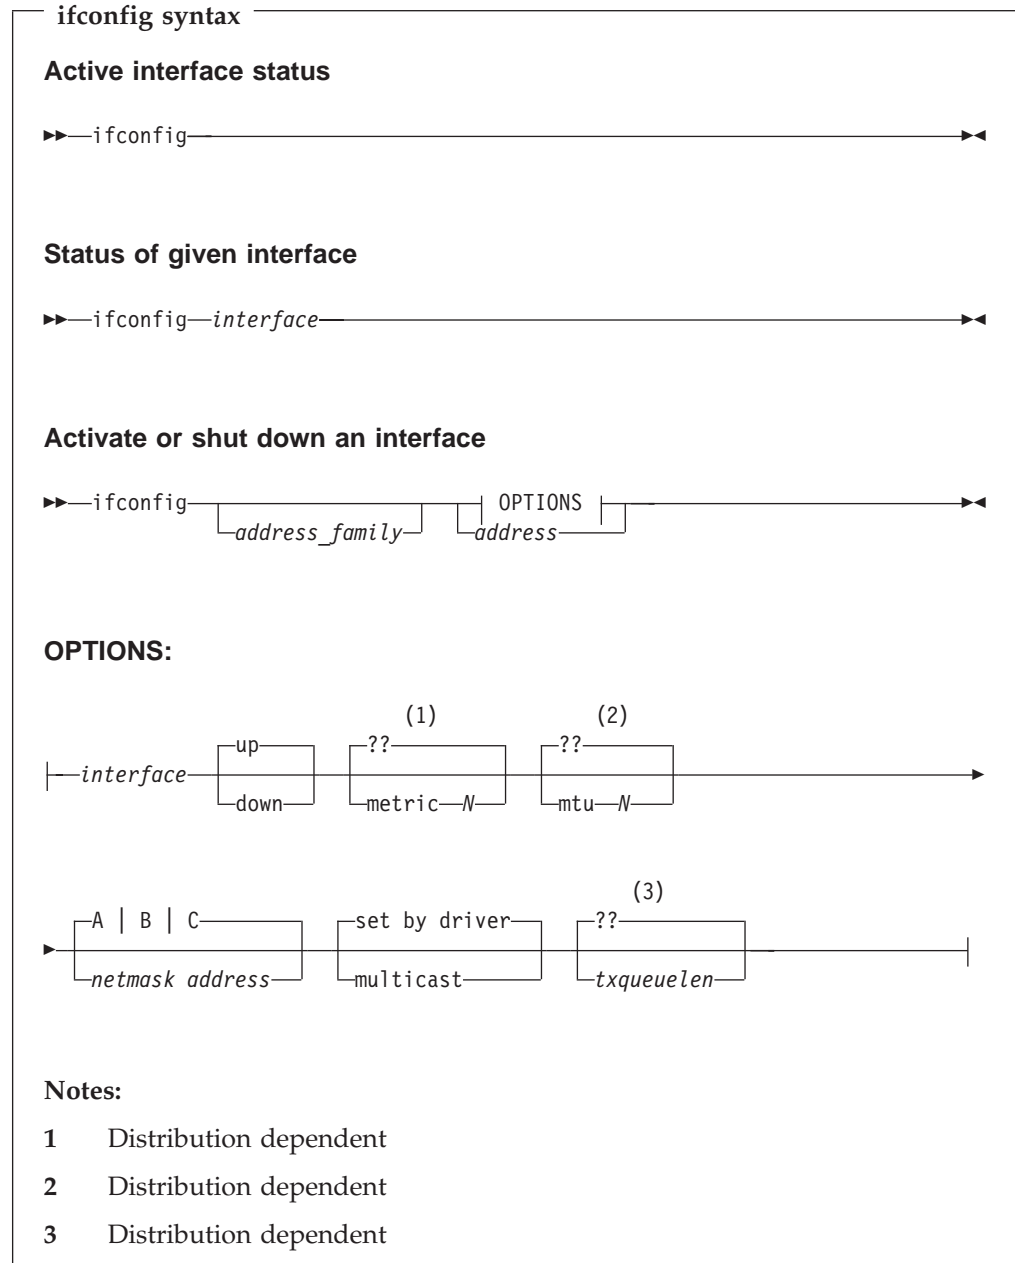 ifconfig syntax
Active interface status
ifconfig
Status of given interface
ifconfig interface
Activate or shut down an interface
ifconfig address_family OPTIONS address
OPTIONS:
(1) (2)
up ?? ??
interface
down metric N mtu N
(3)
A | B | C set by driver ??
netmask address multicast txqueuelen
Notes:
1 Distribution dependent
2 Distribution dependent
3 Distribution dependent